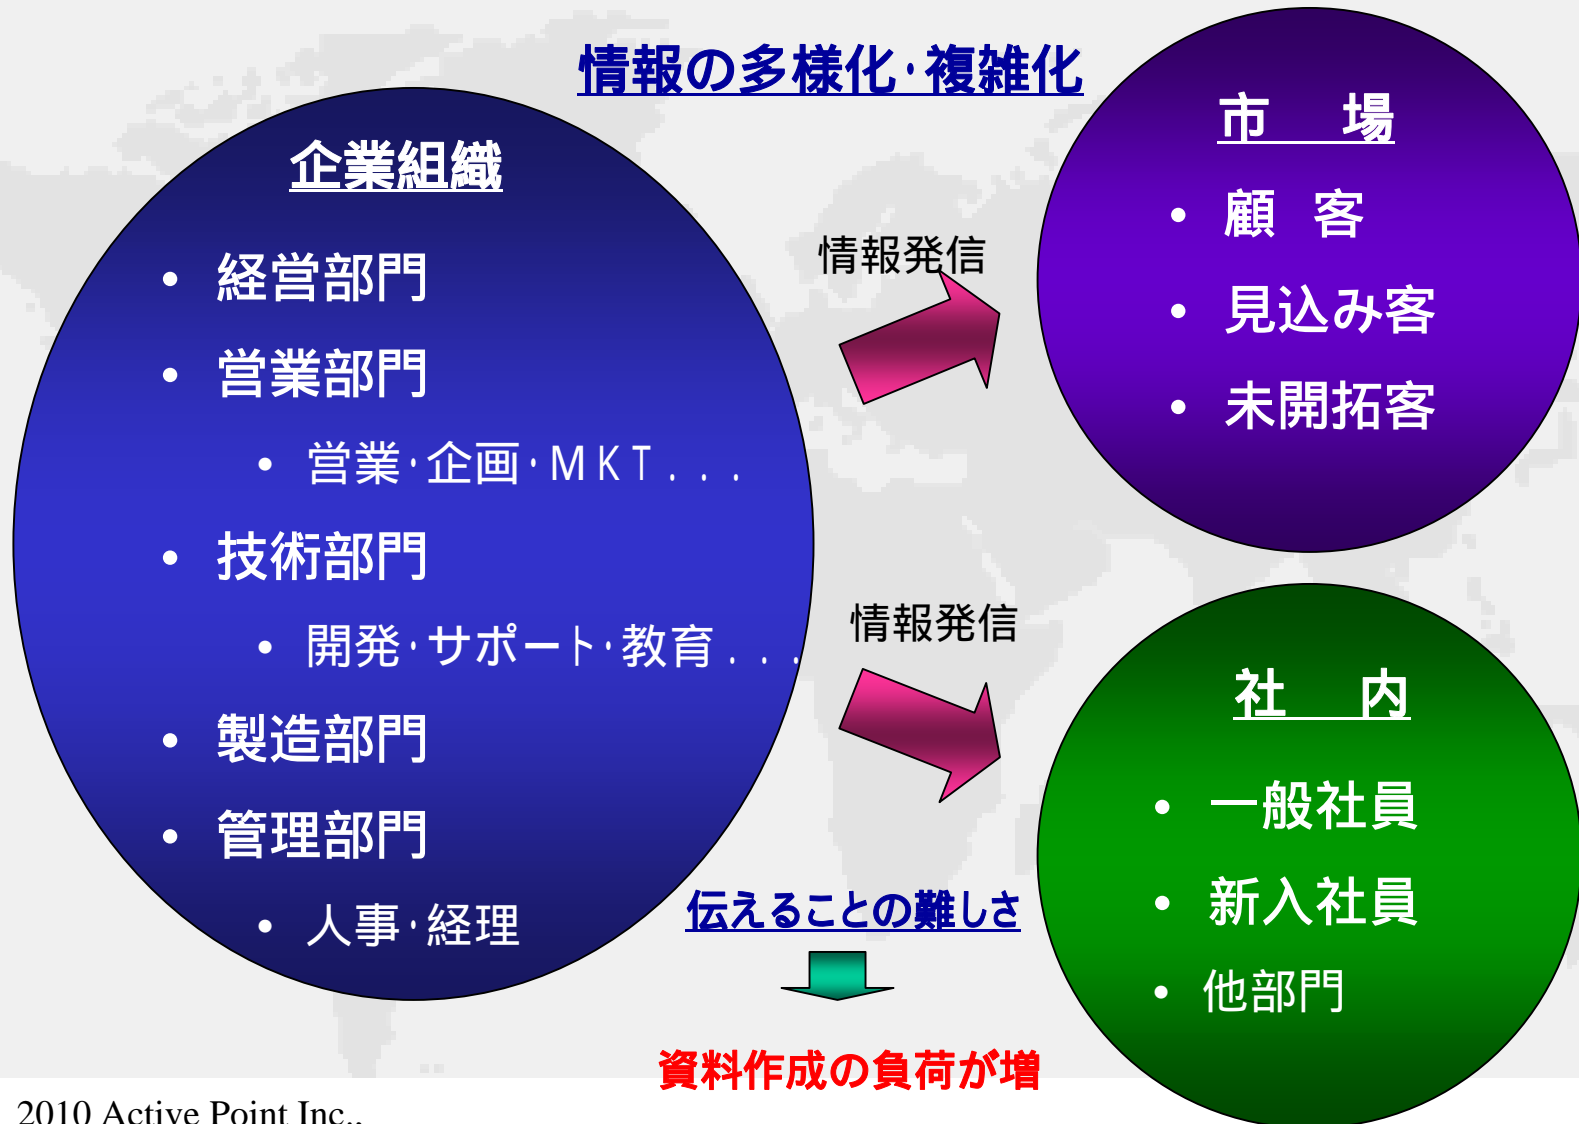 情報の多様化･複雑化
企業組織
• 経営部門
• 営業部門
• 営業･企画･ＭＫＴ．．．
• 技術部門
• 開発･サポート･教育．．．
• 製造部門
• 管理部門
• 人事･経理
情報発信
情報発信
市　場
• 顧 客
• 見込み客
• 未開拓客
社　内
• 一般社員
• 新入社員
• 他部門
伝えることの難しさ
資料作成の負荷が増
2010 Active Point Inc..